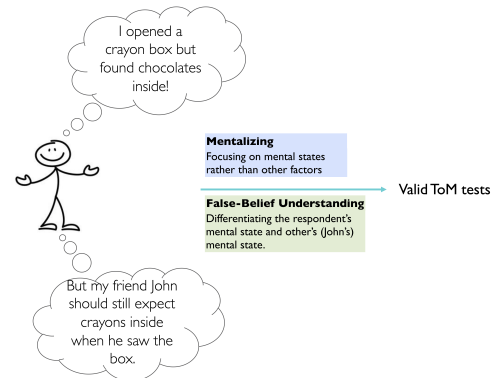 I opened a
crayon box but
found chocolates
inside!
Mentalizing
Focusing on mental states
rather than other factors
Valid ToM tests
False-Belief Understanding
Differentiating the respondent's
mental state and other's (John's)
mental state.
But my friend John
should still expect
crayons inside
when he saw the
box.